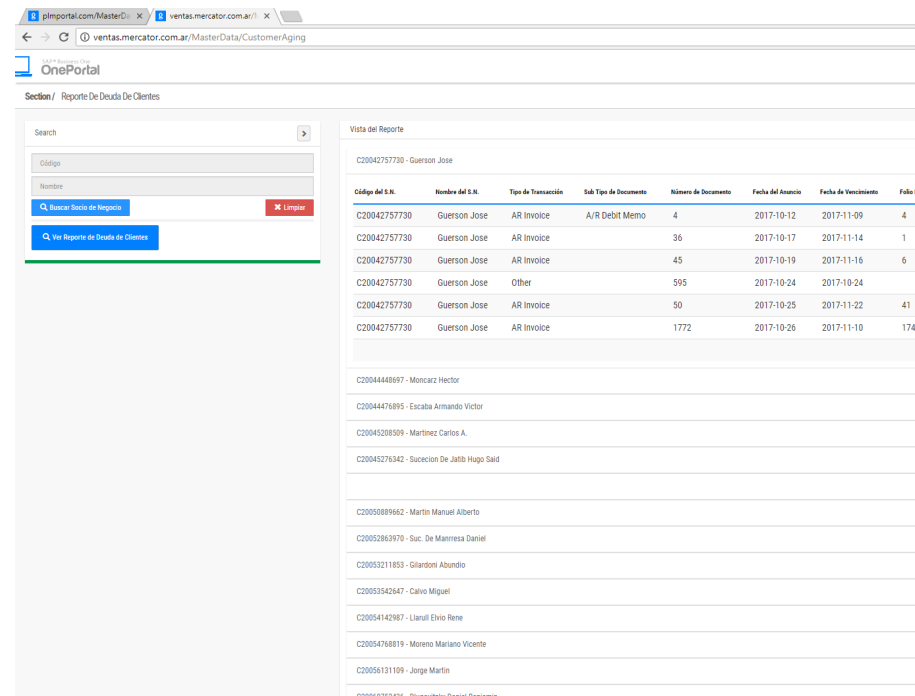 plmportal.com/MasterDa
ventas.mercator.com.ar/
ventas.mercator.com.ar/MasterData/CustomerAging
SAP® Business One
OnePortal
Section / Reporte De Deuda De Clientes
Search
Código
Nombre
Buscar Socio de Negocio
Limpiar
Ver Reporte de Deuda de Clientes
Vista del Reporte
C20042757730 - Guerson Jose
Código del S.N. Nombre del S.N. Tipo de Transacción Sub Tipo de Documento Número de Documento Fecha del Anuncio Fecha de Vencimiento Folio
C20042757730 Guerson Jose AR Invoice A/R Debit Memo 4 2017-10-12 2017-11-09 4
C20042757730 Guerson Jose AR Invoice 36 2017-10-17 2017-11-14 1
C20042757730 Guerson Jose AR Invoice 45 2017-10-19 2017-11-16 6
C20042757730 Guerson Jose Other 595 2017-10-24 2017-10-24
C20042757730 Guerson Jose AR Invoice 50 2017-10-25 2017-11-22 41
C20042757730 Guerson Jose AR Invoice 1772 2017-10-26 2017-11-10 174
C20044448697 - Moncarz Hector
C20044476895 - Escaba Armando Victor
C20045208509 - Martinez Carlos A.
C20045276342 - Sucecion De Jatib Hugo Said
C20050889662 - Martin Manuel Alberto
C20052863970 - Suc. De Manrresa Daniel
C20053211853 - Gilardoni Abundio
C20053542647 - Calvo Miguel
C20054142987 - Llarull Elvio Rene
C20054768819 - Moreno Mariano Vicente
C20056131109 - Jorge Martin